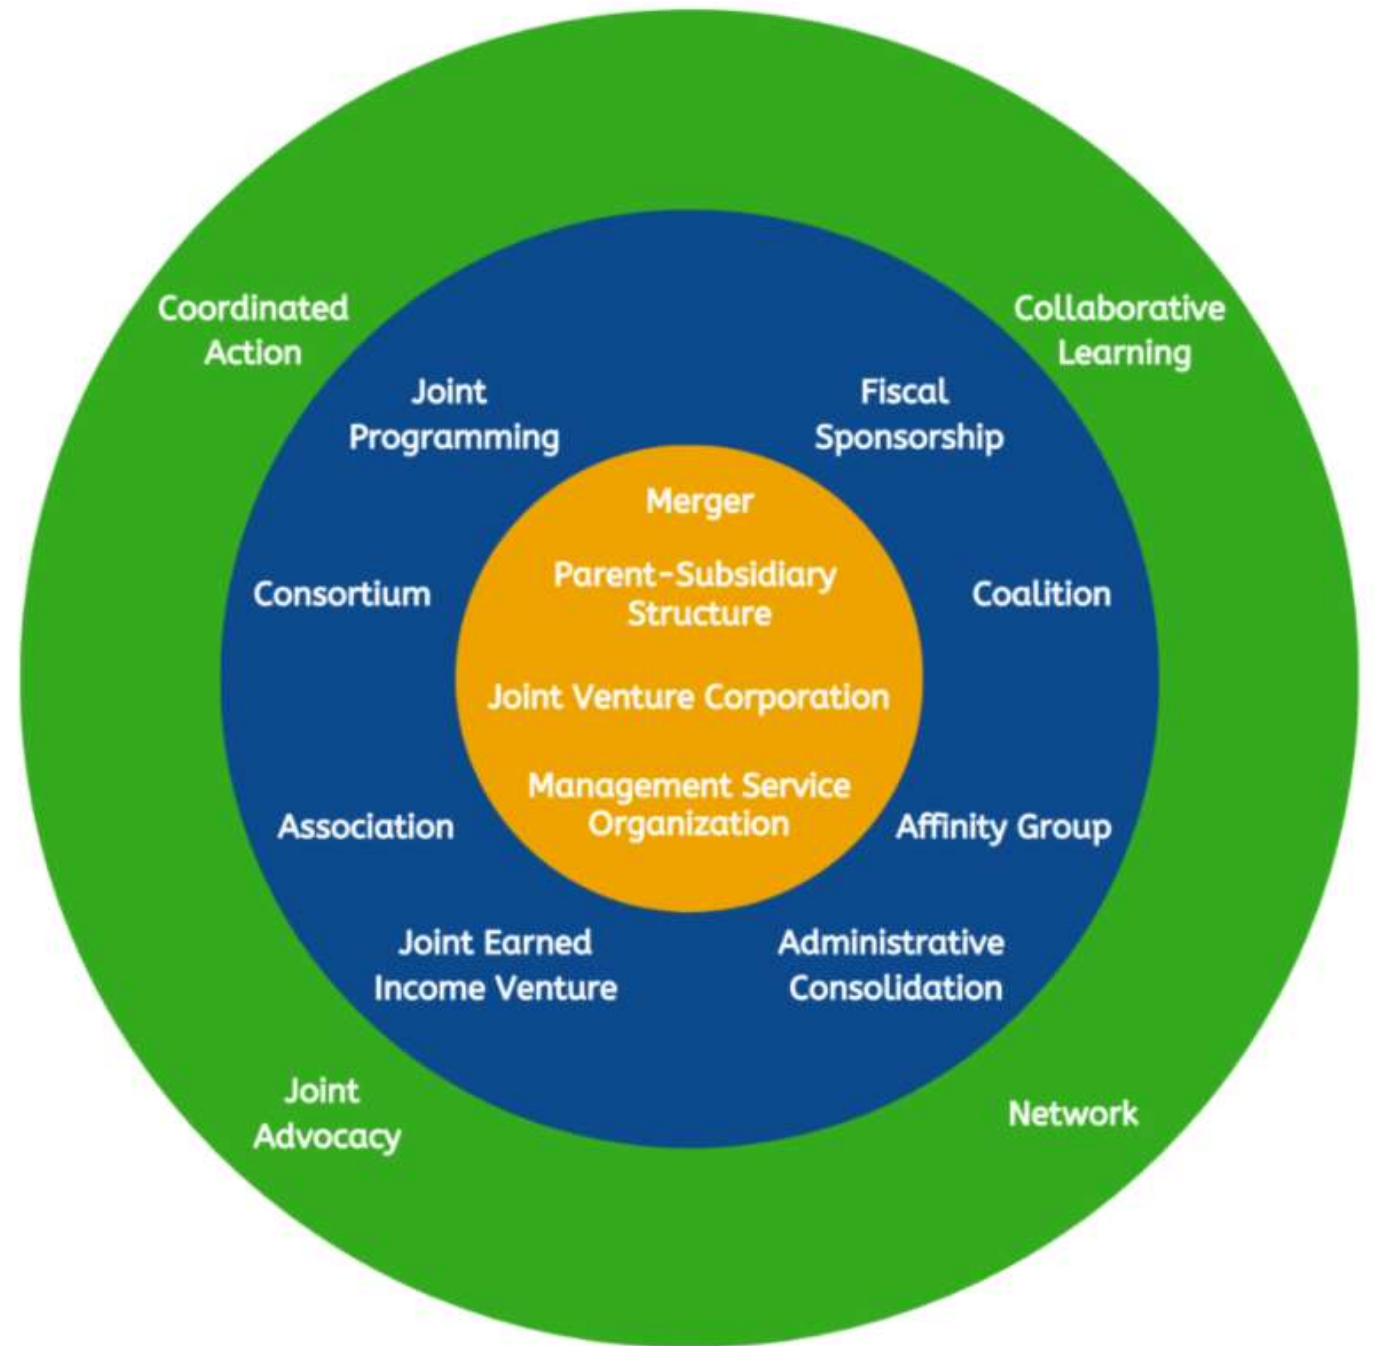 Coordinated
Action
Collaborative
Learning
Joint
Programming
Fiscal
Sponsorship
Merger
Parent-Subsidiary
Structure
Consortium
Coalition
Joint Venture Corporation
Management Service
Organization
Association
Affinity Group
Joint Earned
Income Venture
Administrative
Consolidation
Joint
Advocacy
Network